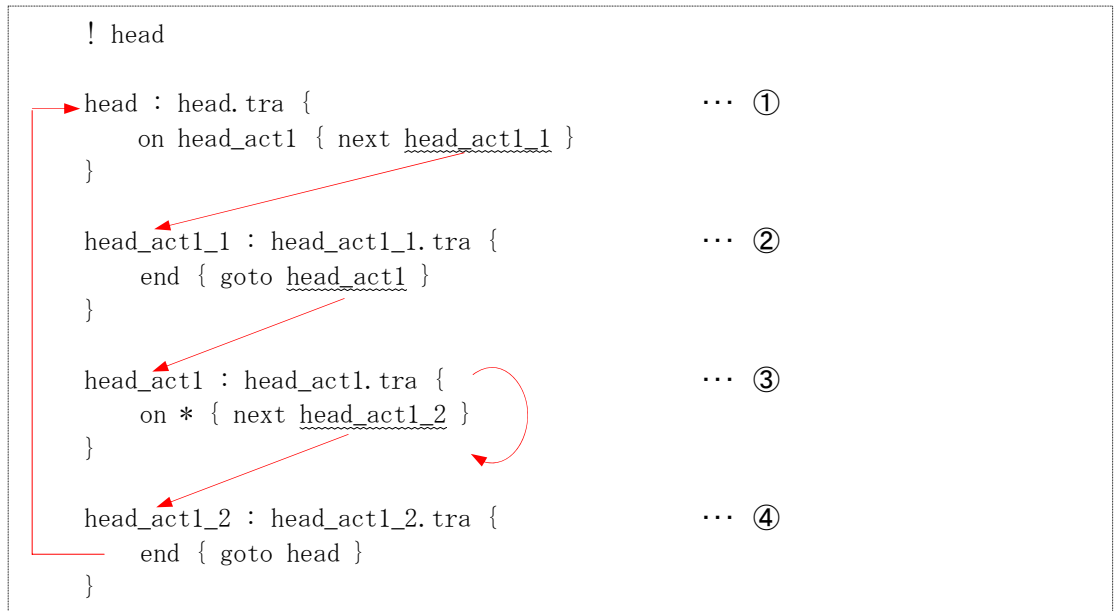 ! head
head : head.tra { ··· ①
on head_act1 { next head_act1_1 }
}
head_act1_1 : head_act1_1.tra { ··· ②
end { goto head_act1 }
}
head_act1 : head_act1.tra { ··· ③
on * { next head_act1_2 }
}
head_act1_2 : head_act1_2.tra { ··· ④
end { goto head }
}